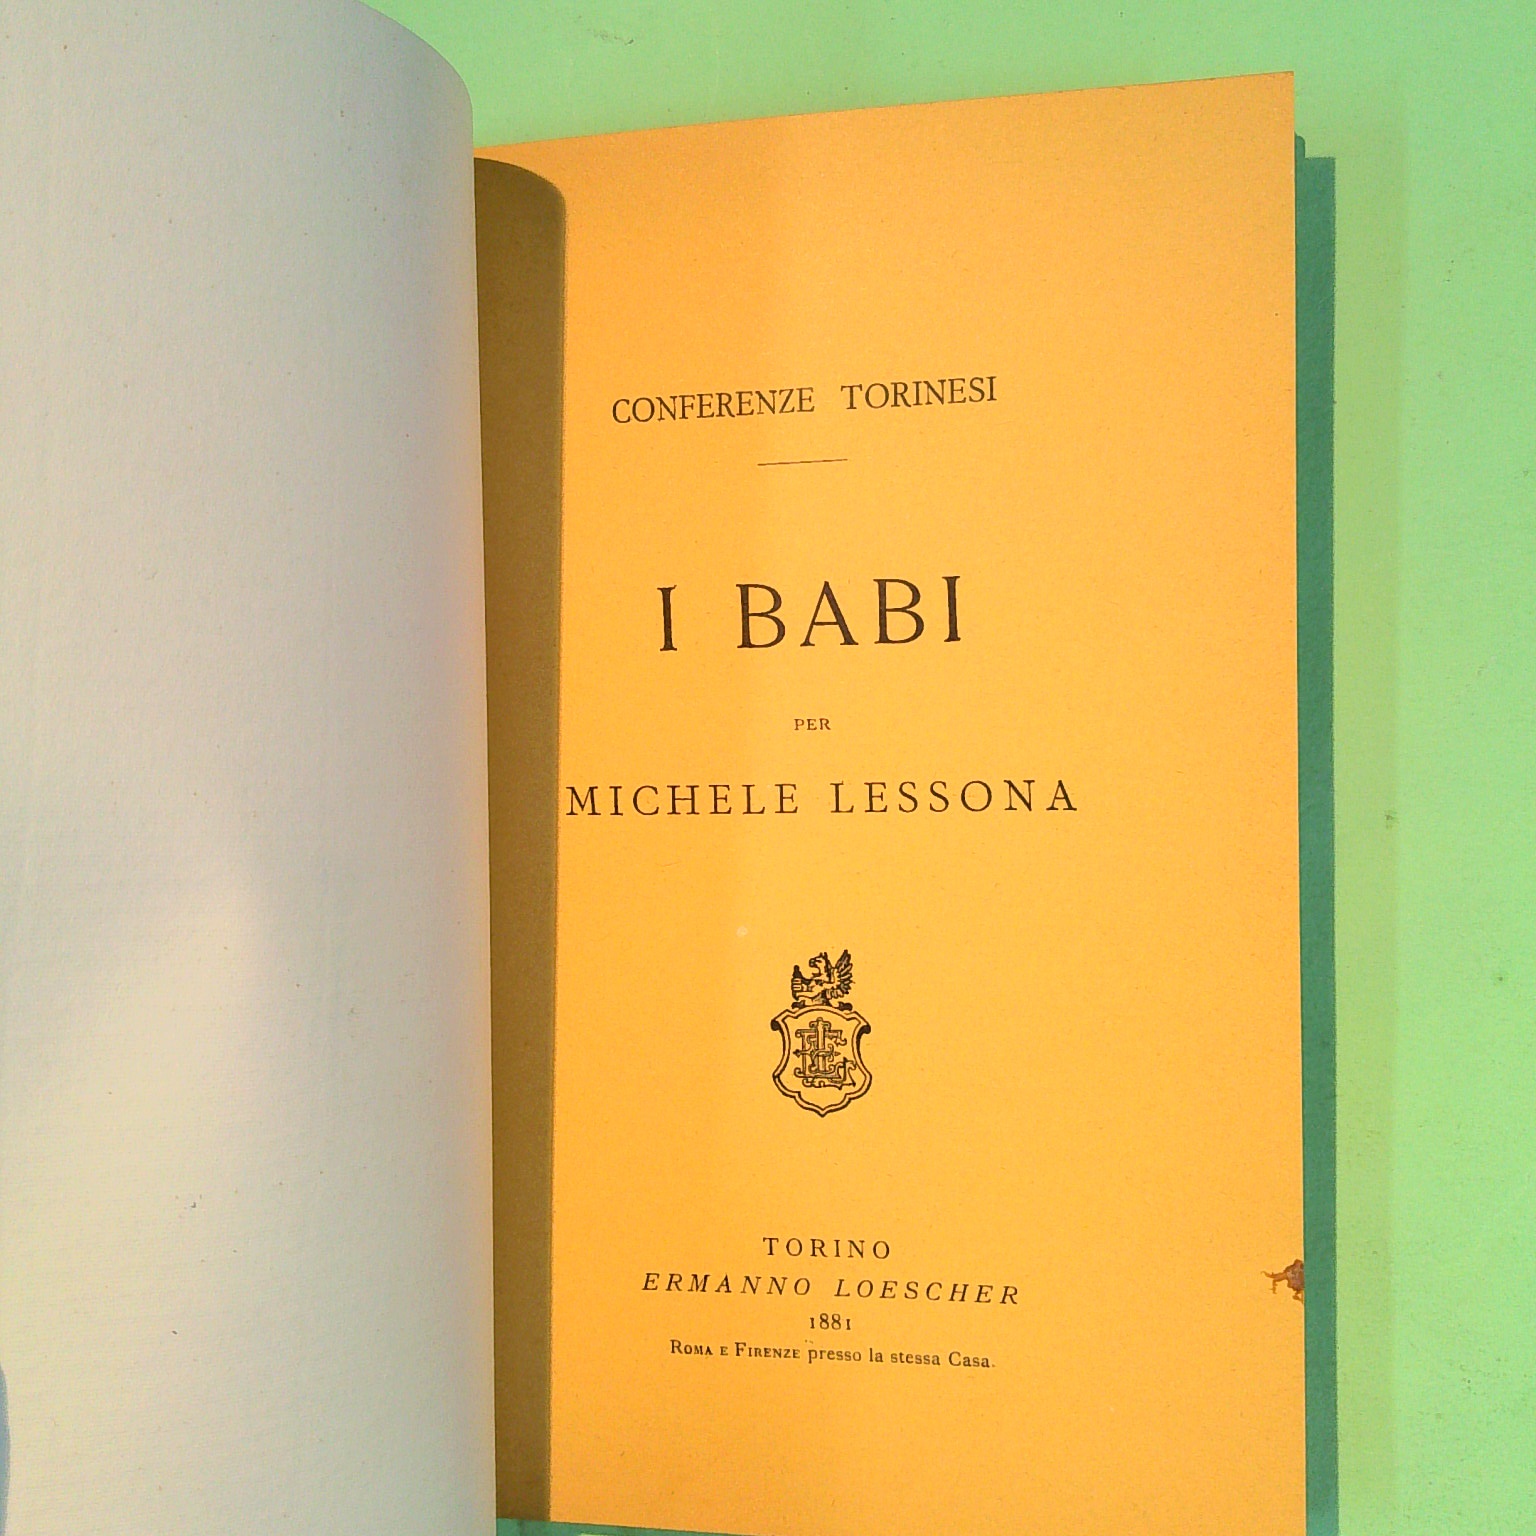 CONFERENZE TORINESI
I BABI
PER
MICHELE LESSONA
TORINO
ERMANNO LOESCHER
1881
ROMA E FIRENZE presso la stessa Casa.